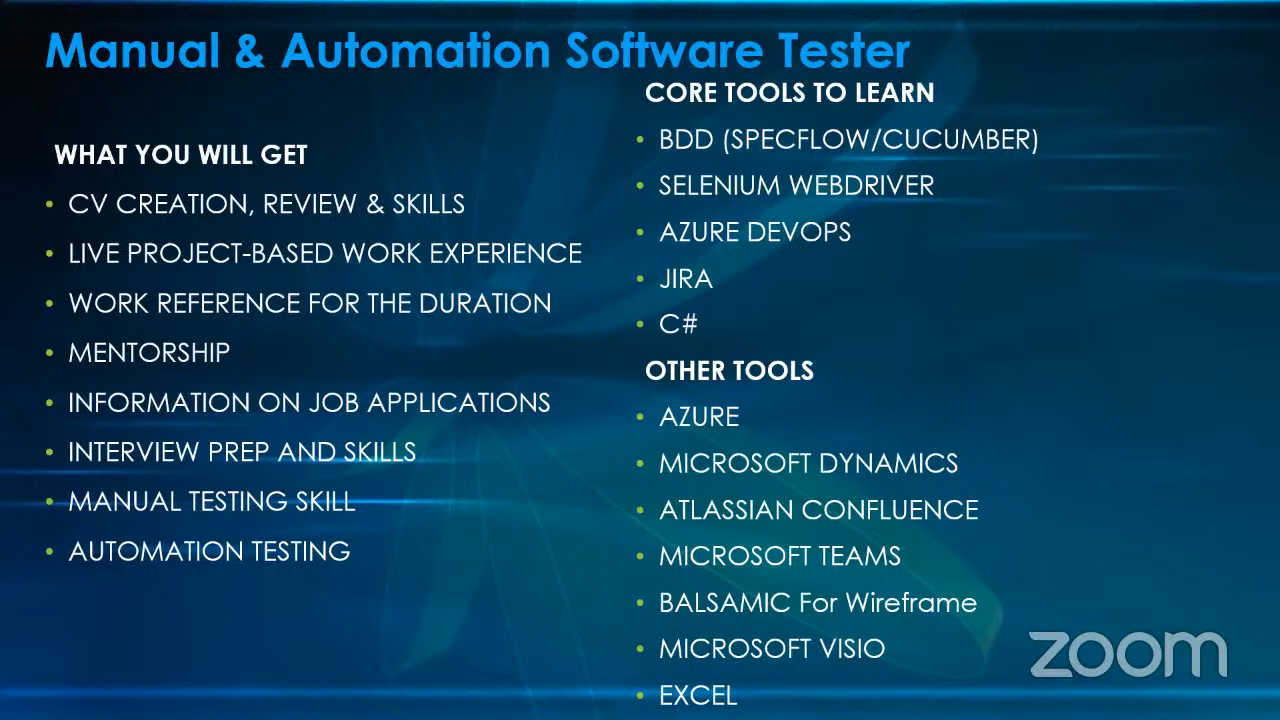 Manual & Automation Software Tester
WHAT YOU WILL GET
• CV CREATION, REVIEW & SKILLS
• LIVE PROJECT-BASED WORK EXPERIENCE
• WORK REFERENCE FOR THE DURATION
• MENTORSHIP
• INFORMATION ON JOB APPLICATIONS
• INTERVIEW PREP AND SKILLS
• MANUAL TESTING SKILL
• AUTOMATION TESTING
CORE TOOLS TO LEARN
• BDD (SPECFLOW/CUCUMBER)
• SELENIUM WEBDRIVER
• AZURE DEVOPS
• JIRA
• C#
OTHER TOOLS
• AZURE
• MICROSOFT DYNAMICS
• ATLASSIAN CONFLUENCE
• MICROSOFT TEAMS
• BALSAMIC For Wireframe
• MICROSOFT VISIO
• EXCEL
zoom